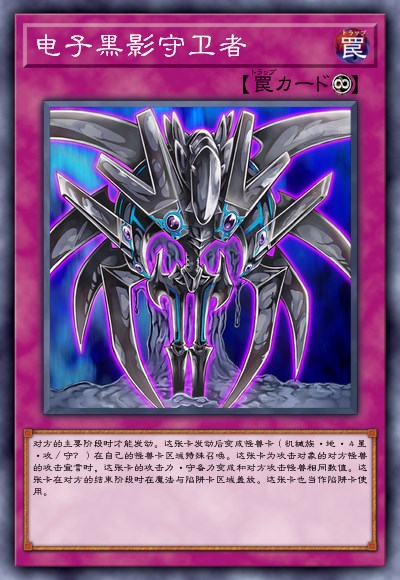 电子黑影守卫者
罠
トラップ
【罠カード】
トラップ
对方的主要阶段时才能发动。这张卡发动后变成怪兽卡（机械族·地·4星
·攻／守？）在自己的怪兽卡区域特殊召唤。这张卡为攻击对象的对方怪兽
的攻击宣言时，这张卡的攻击力·守备力变成和对方攻击怪兽相同数值。这
张卡在对方的结束阶段时在魔法与陷阱卡区域盖放。这张卡也当作陷阱卡
使用。